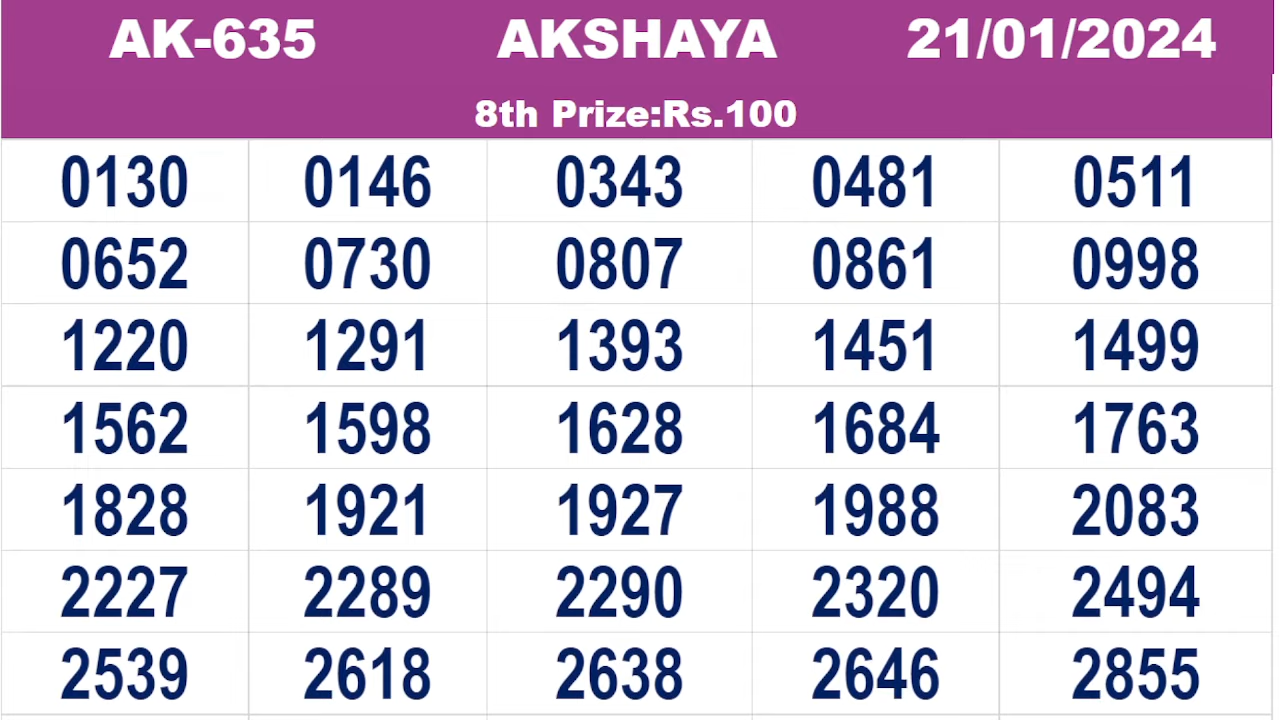 AK-635 AKSHAYA 21/01/2024
8th Prize:Rs.100
0130 0146 0343 0481 0511
0652 0730 0807 0861 0998
1220 1291 1393 1451 1499
1562 1598 1628 1684 1763
1828 1921 1927 1988 2083
2227 2289 2290 2320 2494
2539 2618 2638 2646 2855